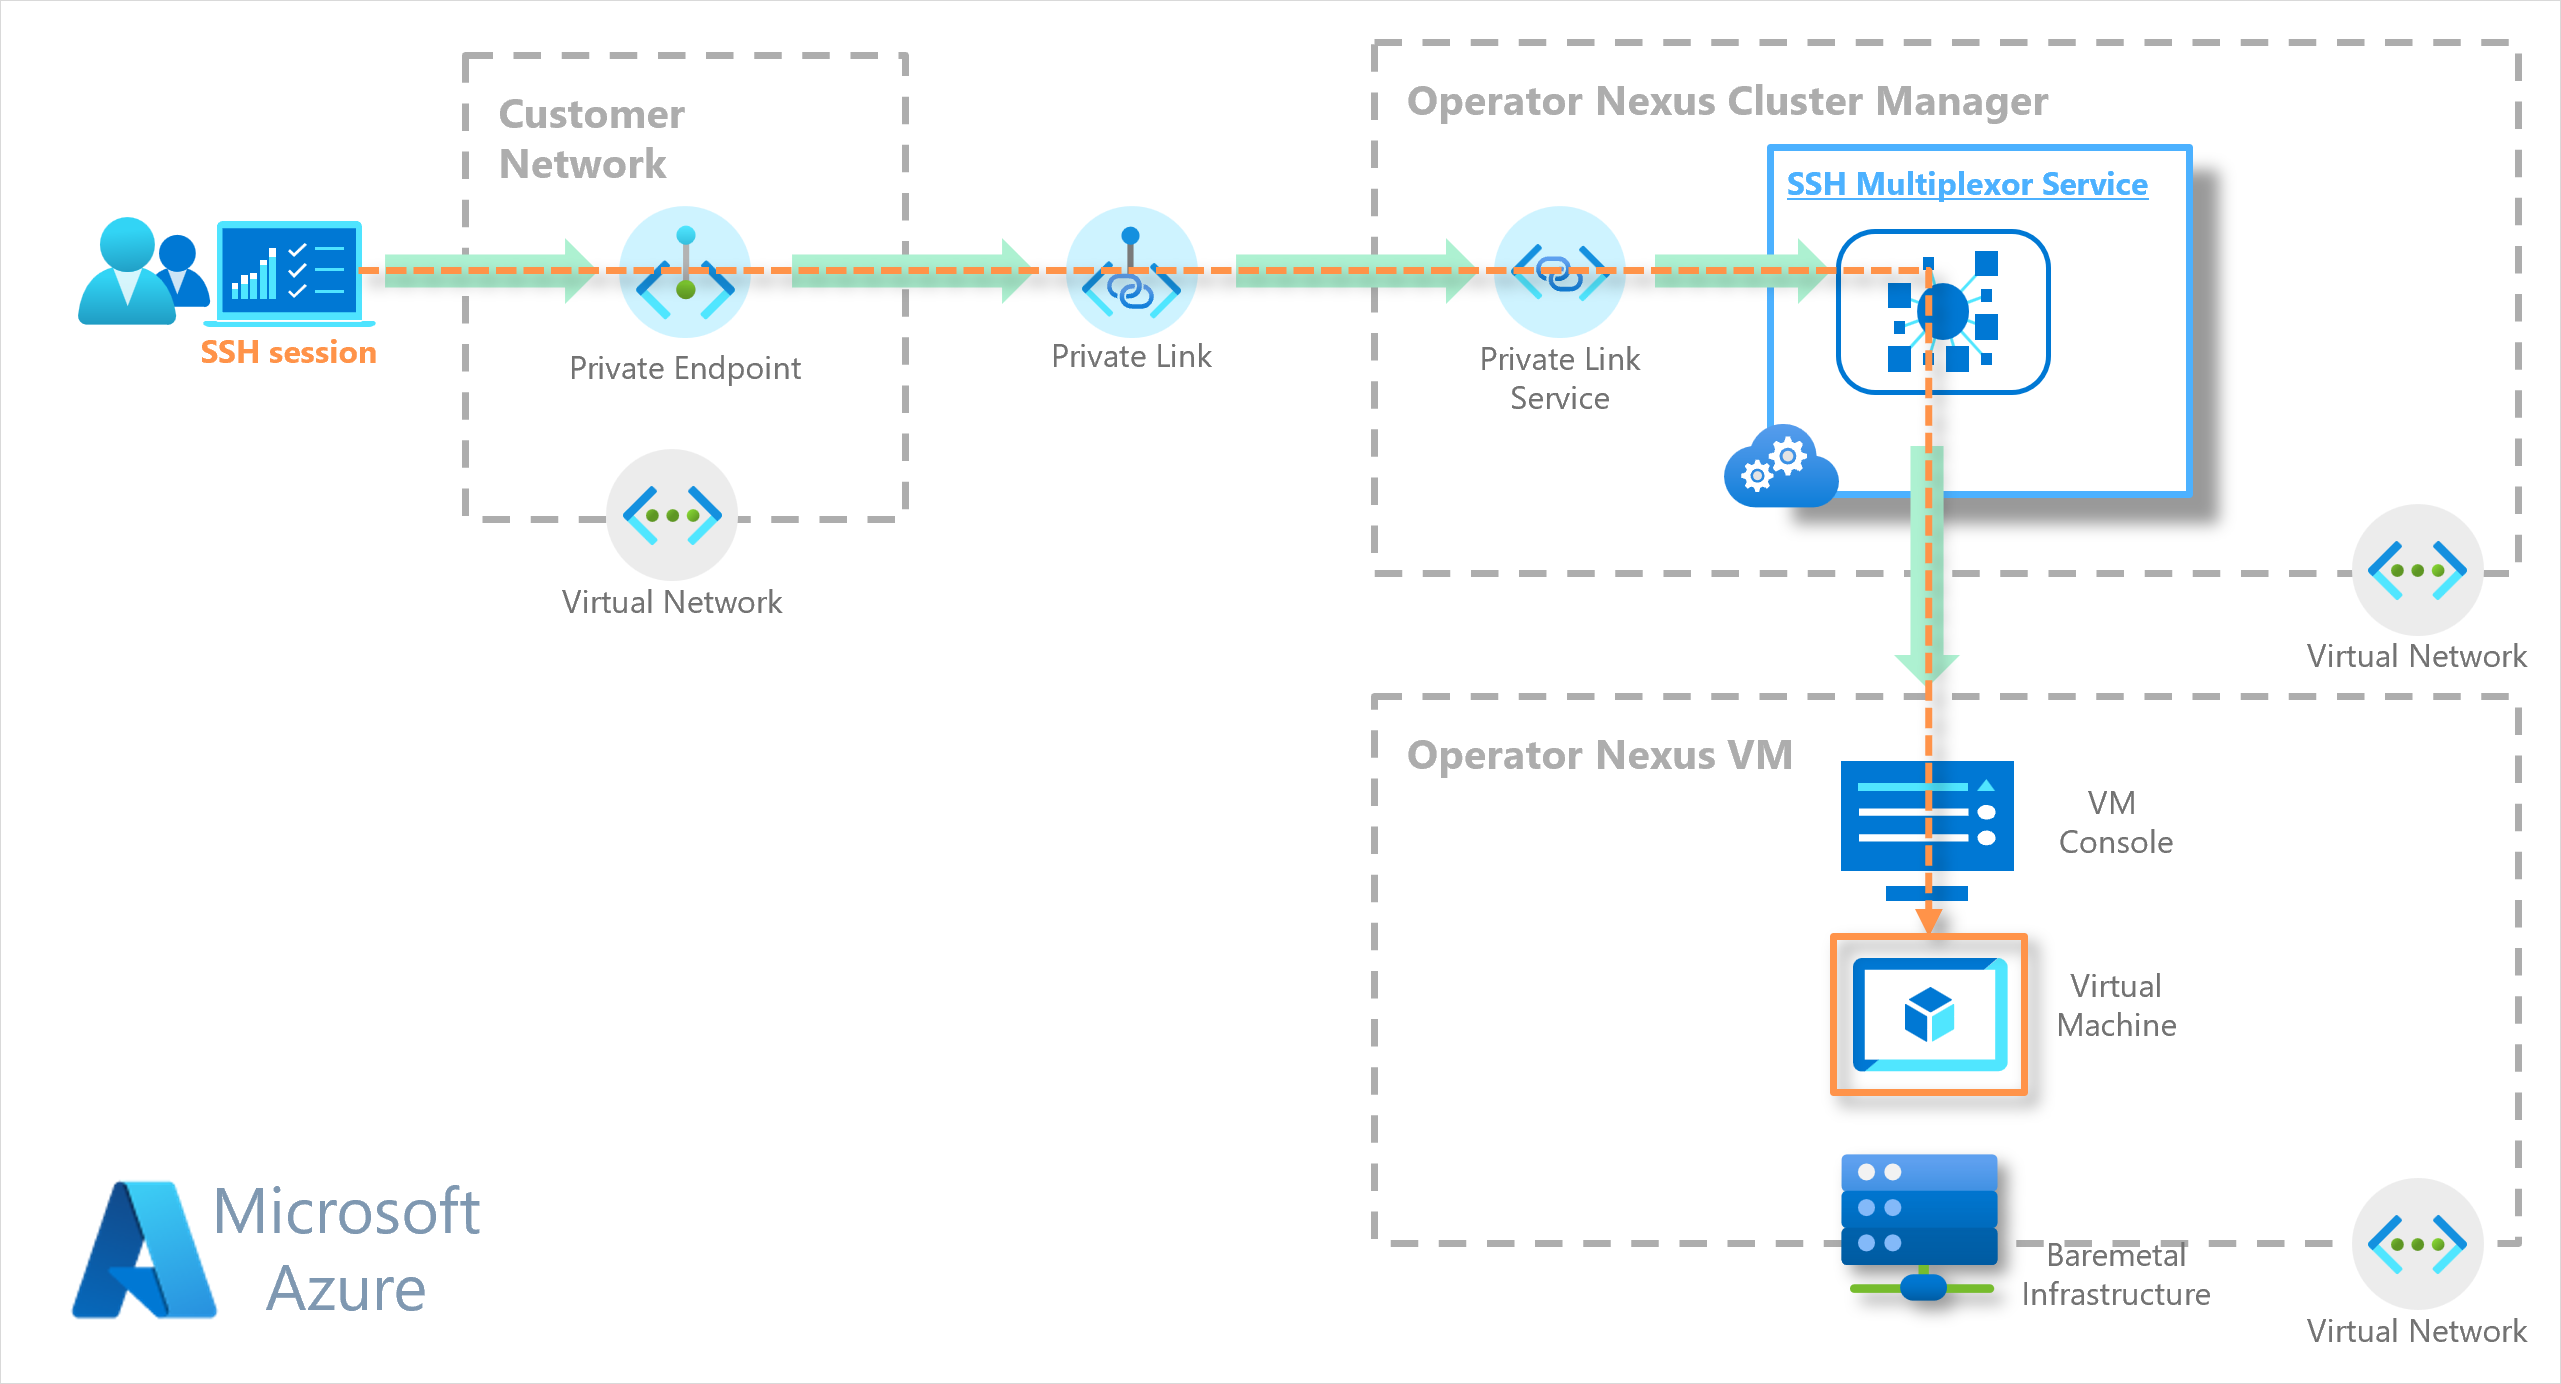 Customer
Network
Operator Nexus Cluster Manager
SSH Multiplexor Service
SSH session
Private Endpoint
Private Link
Private Link
Service
Virtual Network
Virtual Network
Operator Nexus VM
VM
Console
Virtual
Machine
Baremetal
Infrastructure
Virtual Network
Microsoft
Azure